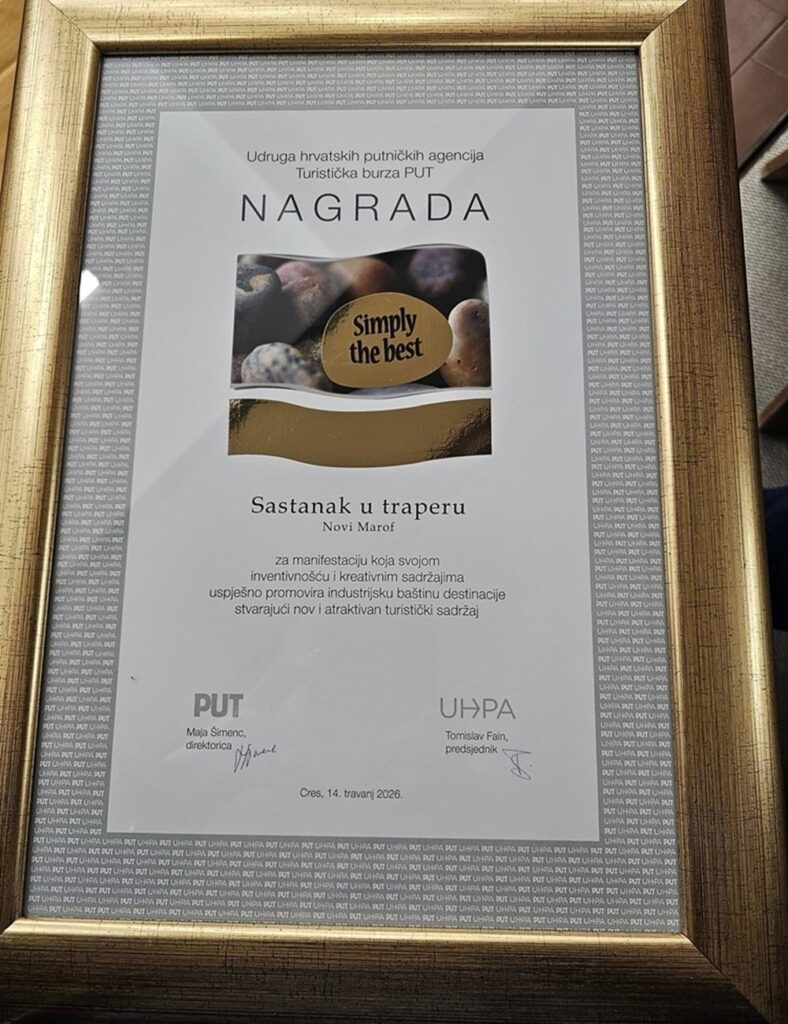 Udruga hrvatskih putničkih agencija
Turistička burza PUT
NAGRADA
Simply
the best
Sastanak u traperu
Novi Marof
za manifestaciju koja svojom
inventivnošću i kreativnim sadržajima
uspješno promovira industrijsku baštinu destinacije
stvarajući nov i atraktivan turistički sadržaj
PUT
Maja Šimenc,
direktorica
UHPA
Tomislav Fain,
predsjednik
Cres, 14. travanj 2026.